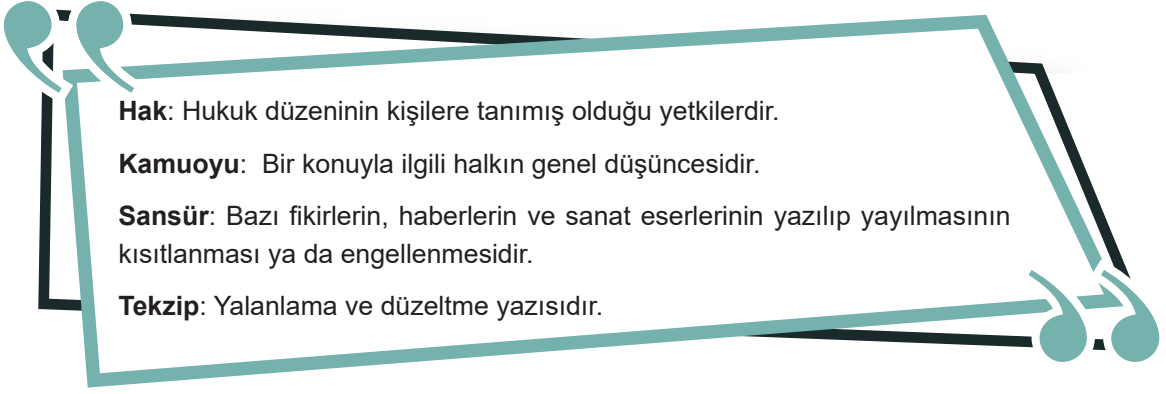 Hak: Hukuk düzeninin kişilere tanımış olduğu yetkilerdir.
Kamuoyu: Bir konuyla ilgili halkın genel düşüncesidir.
Sansür: Bazı fikirlerin, haberlerin ve sanat eserlerinin yazılıp yayılmasının
kısıtlanması ya da engellenmesidir.
Tekzip: Yalanlama ve düzeltme yazısıdır.